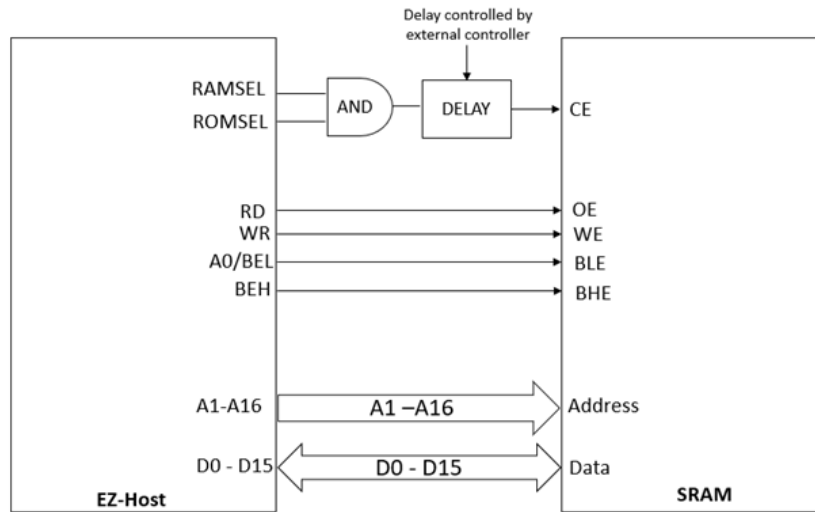 Delay controlled by
external controller
RAMSEL
AND
DELAY
CE
ROMSEL
RD
OE
WR
WE
A0/BEL
BLE
BEH
BHE
A1-A16
A1 –A16
Address
D0 - D15
D0 - D15
Data
EZ-Host
SRAM